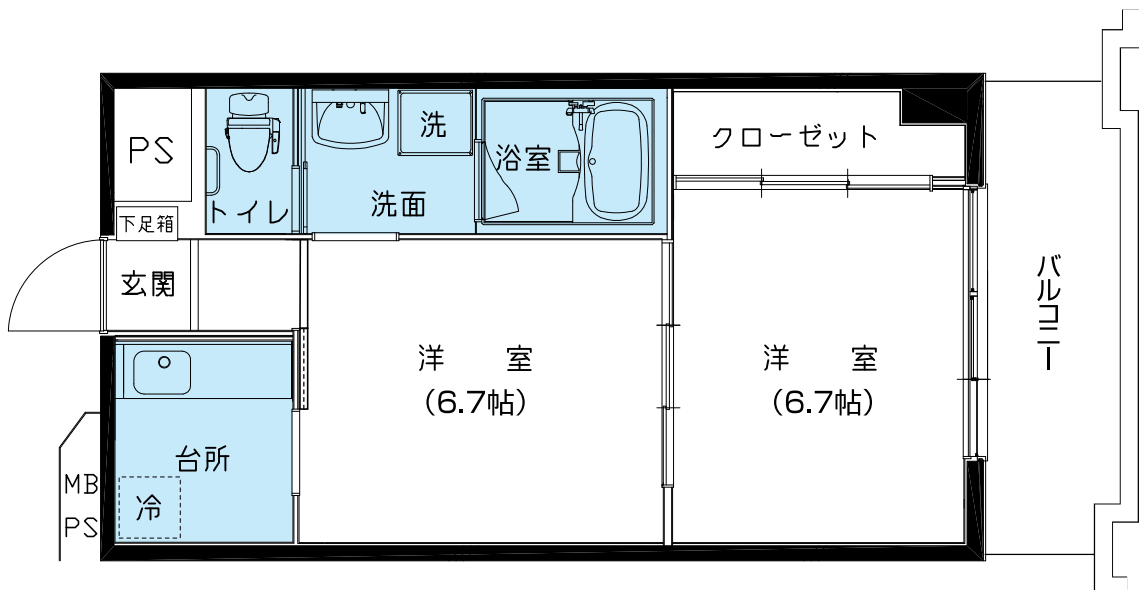 PS
トイレ
下足箱
洗
洗面
浴室
クローゼット
玄関
洋 室
(6.7帖)
洋 室
(6.7帖)
バルコニー
台所
冷
MB
PS